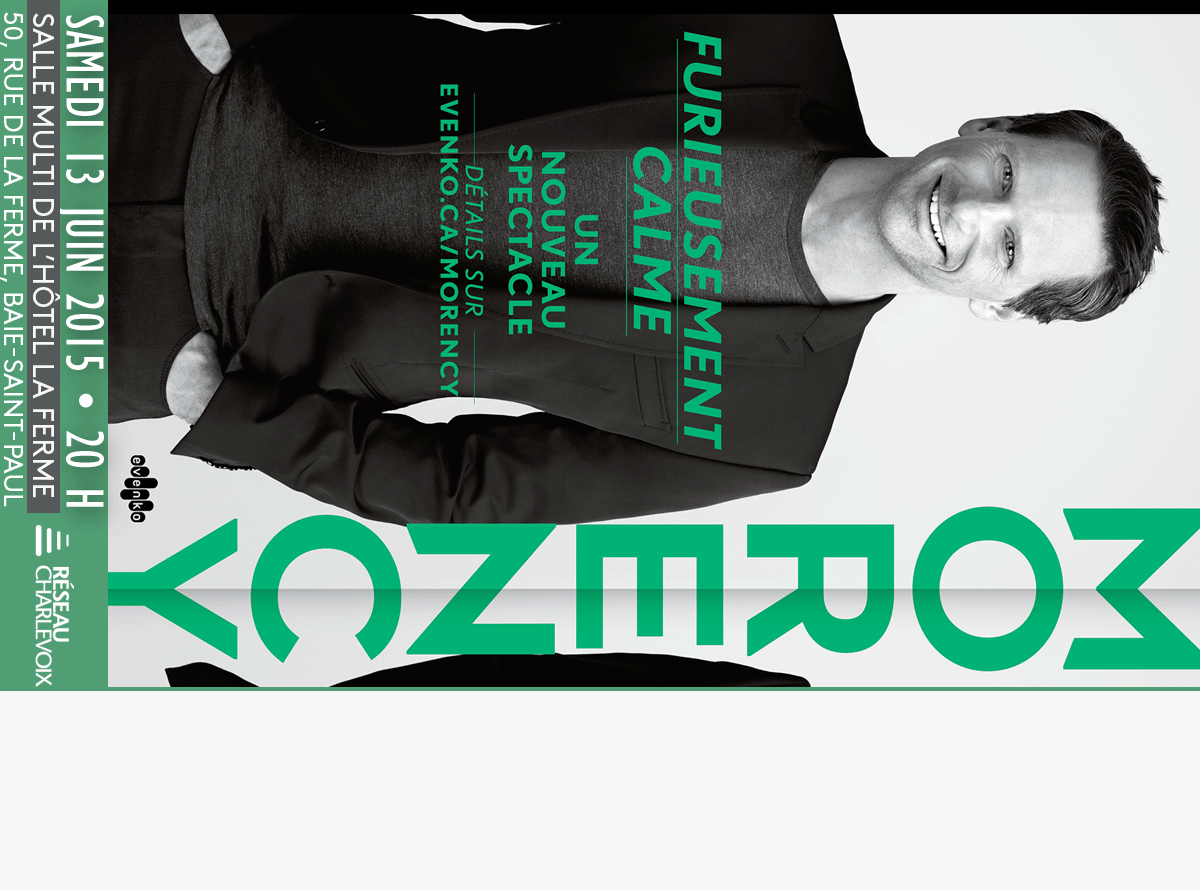 MORENCY
FURIEUSEMENT
CALME
UN
NOUVEAU
SPECTACLE
DÉTAILS SUR
EVENKO.CA/MORENCY
evenko
SAMEDI 13 JUIN 2015 • 20 H
SALLE MULTI DE L'HÔTEL LA FERME
50, RUE DE LA FERME, BAIE-SAINT-PAUL
RÉSEAU
CHARLEVOIX